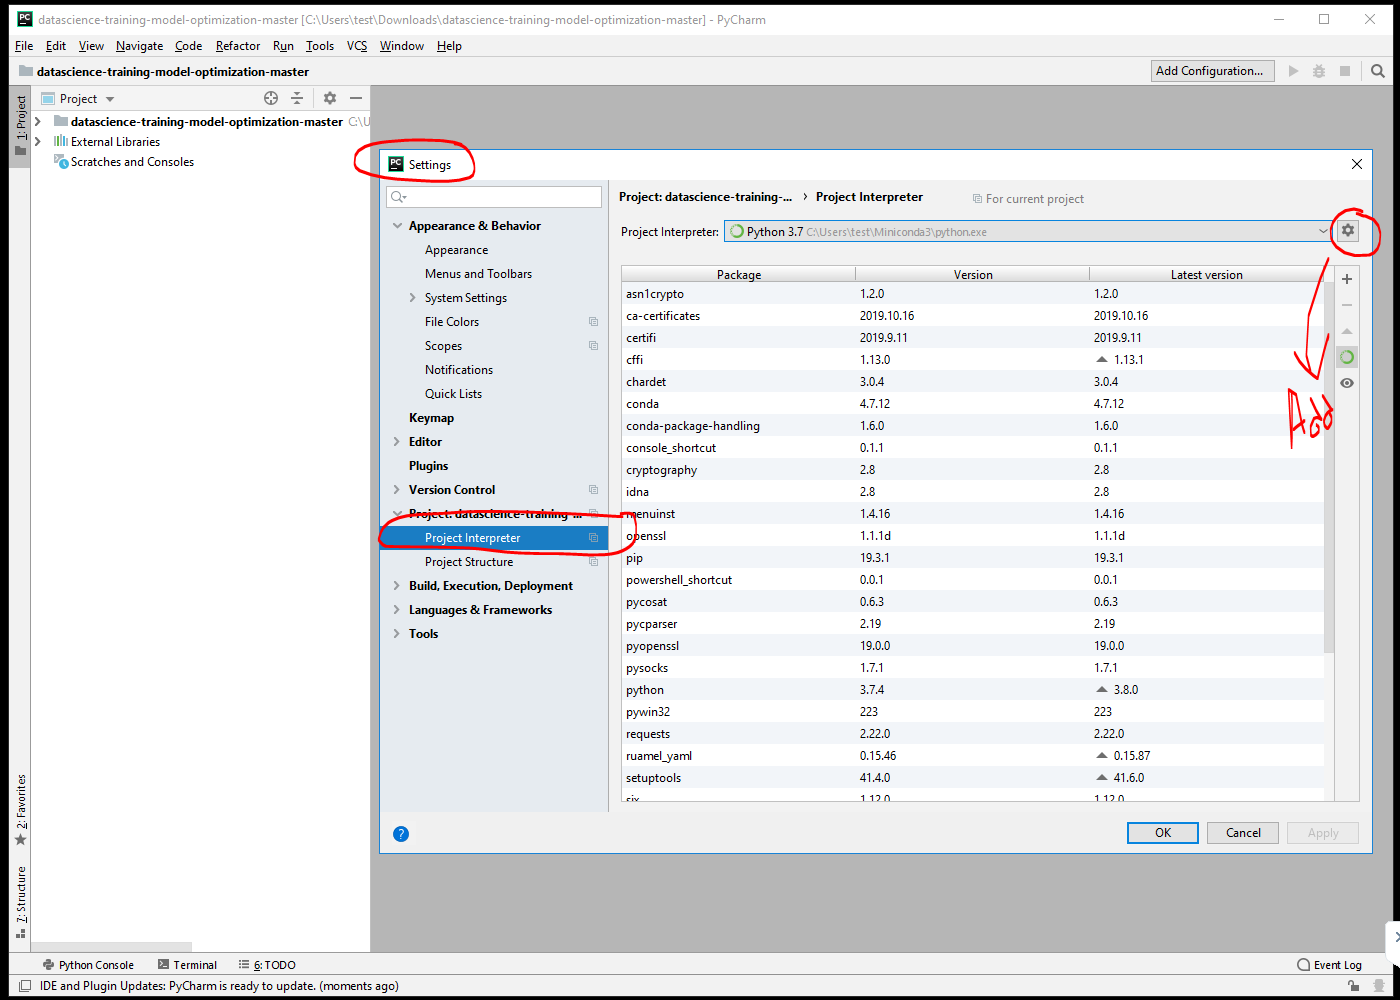 datascience-training-model-optimization-master [C:\Users\test\Downloads\datascience-training-model-optimization-master] - PyCharm
File Edit View Navigate Code Refactor Run Tools VCS Window Help
datascience-training-model-optimization-master
Add Configuration...
1: Project
Project
datascience-training-model-optimization-master C:\U
External Libraries
Scratches and Consoles
2: Favorites
7: Structure
Settings
Appearance & Behavior
Appearance
Menus and Toolbars
System Settings
File Colors
Scopes
Notifications
Quick Lists
Keymap
Editor
Plugins
Version Control
Project: datascience-training-...
Project Interpreter
Project Structure
Build, Execution, Deployment
Languages & Frameworks
Tools
Project: datascience-training-... › Project Interpreter For current project
Project Interpreter: Python 3.7 C:\Users\test\Miniconda3\python.exe
Package Version Latest version
asn1crypto 1.2.0 1.2.0
ca-certificates 2019.10.16 2019.10.16
certifi 2019.9.11 2019.9.11
cffi 1.13.0 1.13.1
chardet 3.0.4 3.0.4
conda 4.7.12 4.7.12
conda-package-handling 1.6.0 1.6.0
console_shortcut 0.1.1 0.1.1
cryptography 2.8 2.8
idna 2.8 2.8
menuinst 1.4.16 1.4.16
openssl 1.1.1d 1.1.1d
pip 19.3.1 19.3.1
powershell_shortcut 0.0.1 0.0.1
pycosat 0.6.3 0.6.3
pycparser 2.19 2.19
pyopenssl 19.0.0 19.0.0
pysocks 1.7.1 1.7.1
python 3.7.4 3.8.0
pywin32 223 223
requests 2.22.0 2.22.0
ruamel_yaml 0.15.46 0.15.87
setuptools 41.4.0 41.6.0
six 1.12.0 1.12.0
Add
OK Cancel Apply
Python Console Terminal 6: TODO Event Log
IDE and Plugin Updates: PyCharm is ready to update. (moments ago)